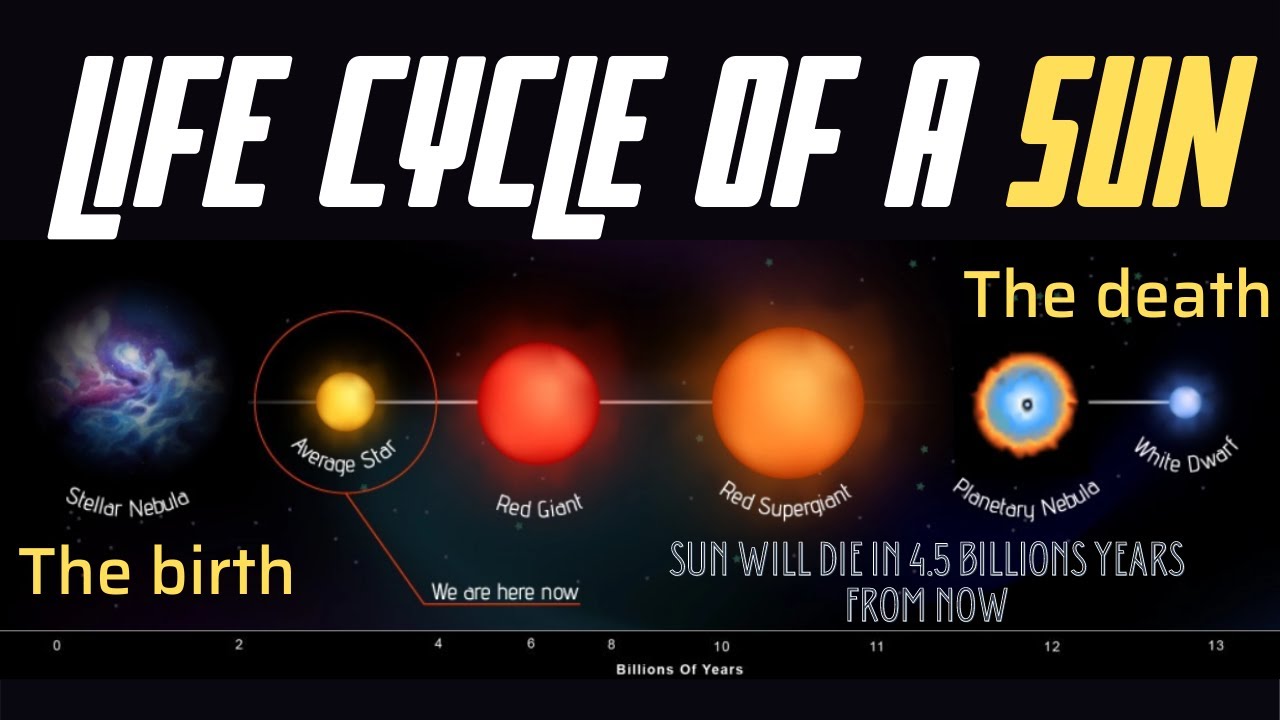 LIFE CYCLE OF A SUN
The death
Average Star
White Dwarf
Stellar Nebula
Red Giant
Red Supergiant
Planetary Nebula
The birth
We are here now
SUN WILL DIE IN 4.5 BILLIONS YEARS
FROM NOW
0 2 4 6 8 10 11 12 13
Billions Of Years